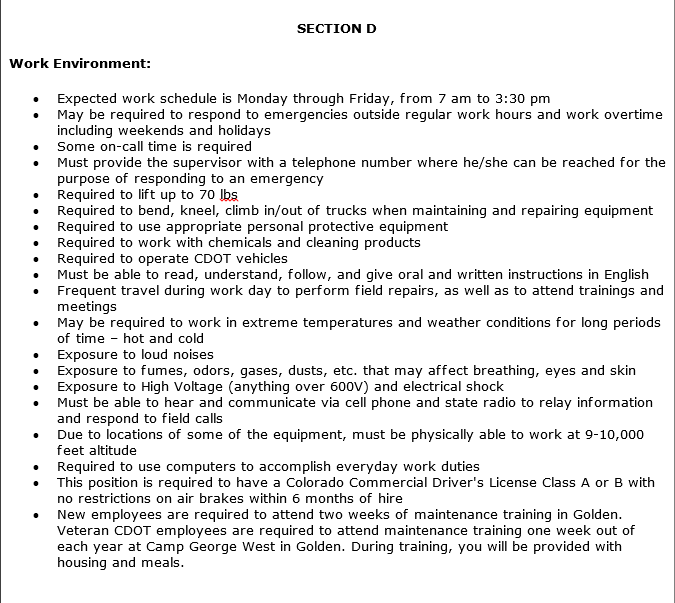 SECTION D
Work Environment:
• Expected work schedule is Monday through Friday, from 7 am to 3:30 pm
• May be required to respond to emergencies outside regular work hours and work overtime
including weekends and holidays
• Some on-call time is required
• Must provide the supervisor with a telephone number where he/she can be reached for the
purpose of responding to an emergency
• Required to lift up to 70 lbs
• Required to bend, kneel, climb in/out of trucks when maintaining and repairing equipment
• Required to use appropriate personal protective equipment
• Required to work with chemicals and cleaning products
• Required to operate CDOT vehicles
• Must be able to read, understand, follow, and give oral and written instructions in English
• Frequent travel during work day to perform field repairs, as well as to attend trainings and
meetings
• May be required to work in extreme temperatures and weather conditions for long periods
of time – hot and cold
• Exposure to loud noises
• Exposure to fumes, odors, gases, dusts, etc. that may affect breathing, eyes and skin
• Exposure to High Voltage (anything over 600V) and electrical shock
• Must be able to hear and communicate via cell phone and state radio to relay information
and respond to field calls
• Due to locations of some of the equipment, must be physically able to work at 9-10,000
feet altitude
• Required to use computers to accomplish everyday work duties
• This position is required to have a Colorado Commercial Driver's License Class A or B with
no restrictions on air brakes within 6 months of hire
• New employees are required to attend two weeks of maintenance training in Golden.
Veteran CDOT employees are required to attend maintenance training one week out of
each year at Camp George West in Golden. During training, you will be provided with
housing and meals.